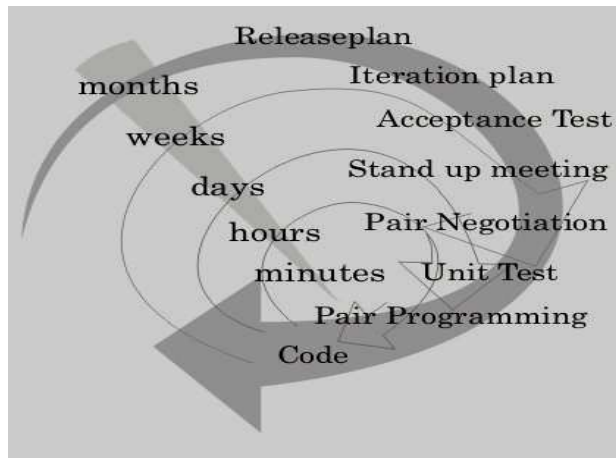 Releaseplan
Iteration plan
months
Acceptance Test
weeks
Stand up meeting
days
Pair Negotiation
hours
Unit Test
minutes
Pair Programming
Code